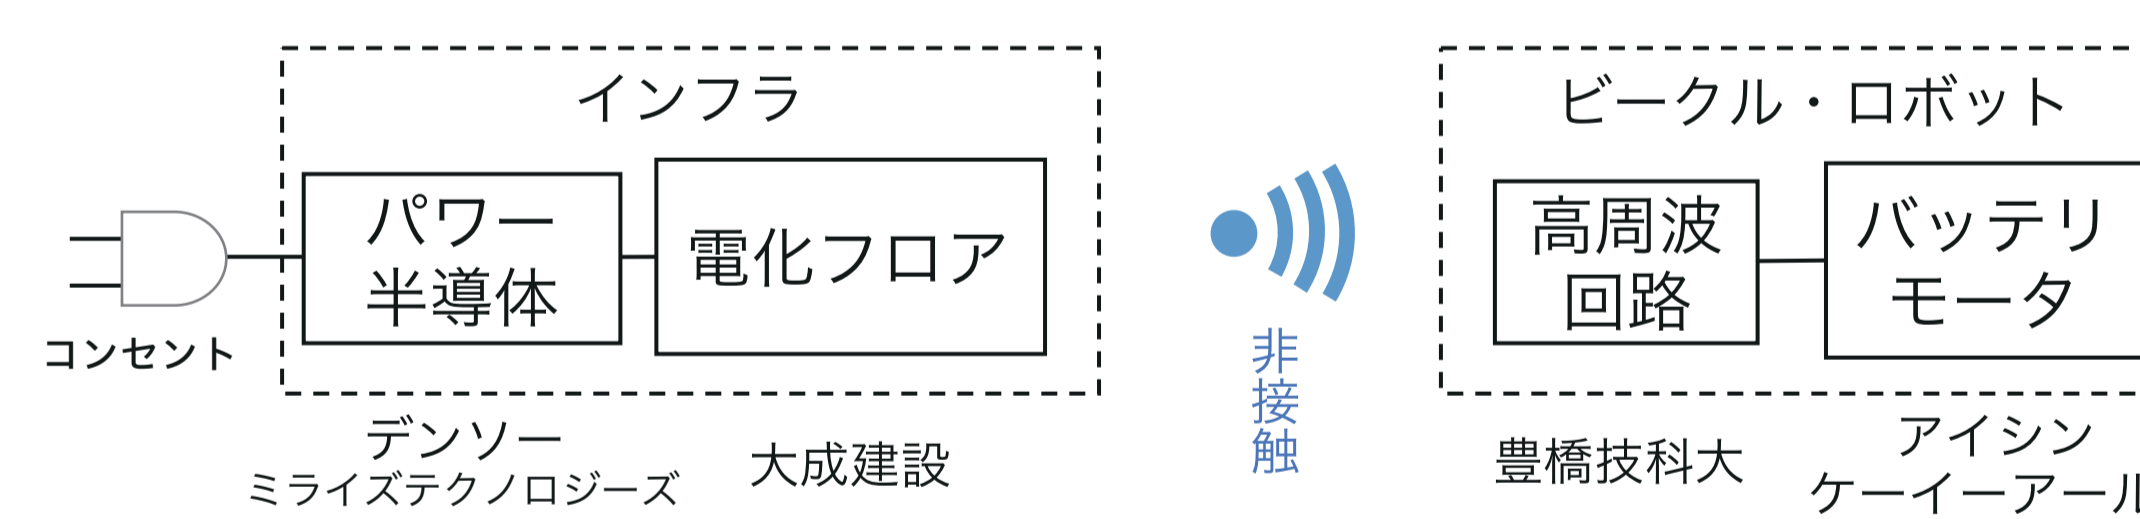 インフラ
パワー
半導体
電化フロア
コンセント
デンソー
ミライズテクノロジーズ
大成建設
非接触
ビークル・ロボット
高周波
回路
バッテリ
モータ
豊橋技科大
アイシン
ケーイーアール